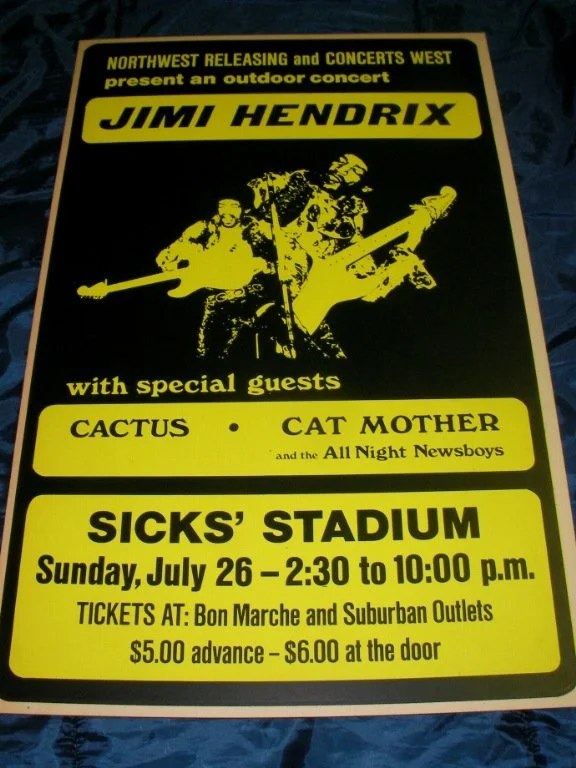 NORTHWEST RELEASING and CONCERTS WEST
present an outdoor concert
JIMI HENDRIX
with special guests
CACTUS • CAT MOTHER
and the All Night Newsboys
SICKS' STADIUM
Sunday, July 26 – 2:30 to 10:00 p.m.
TICKETS AT: Bon Marche and Suburban Outlets
$5.00 advance – $6.00 at the door